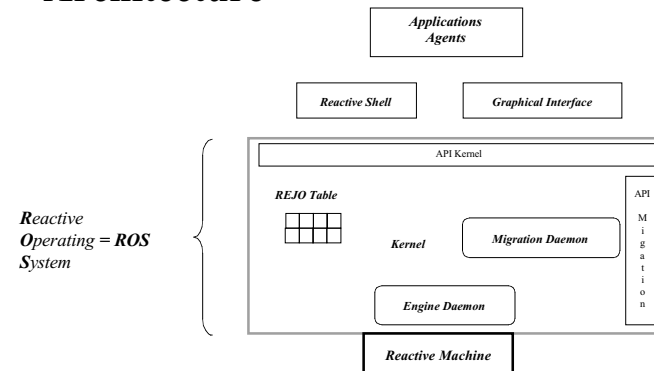 Architecture
Applications
Agents
Reactive Shell
Graphical Interface
API Kernel
REJO Table
API
M
i
g
r
a
t
i
o
n
Reactive
Operating = ROS
System
Kernel
Migration Daemon
Engine Daemon
Reactive Machine